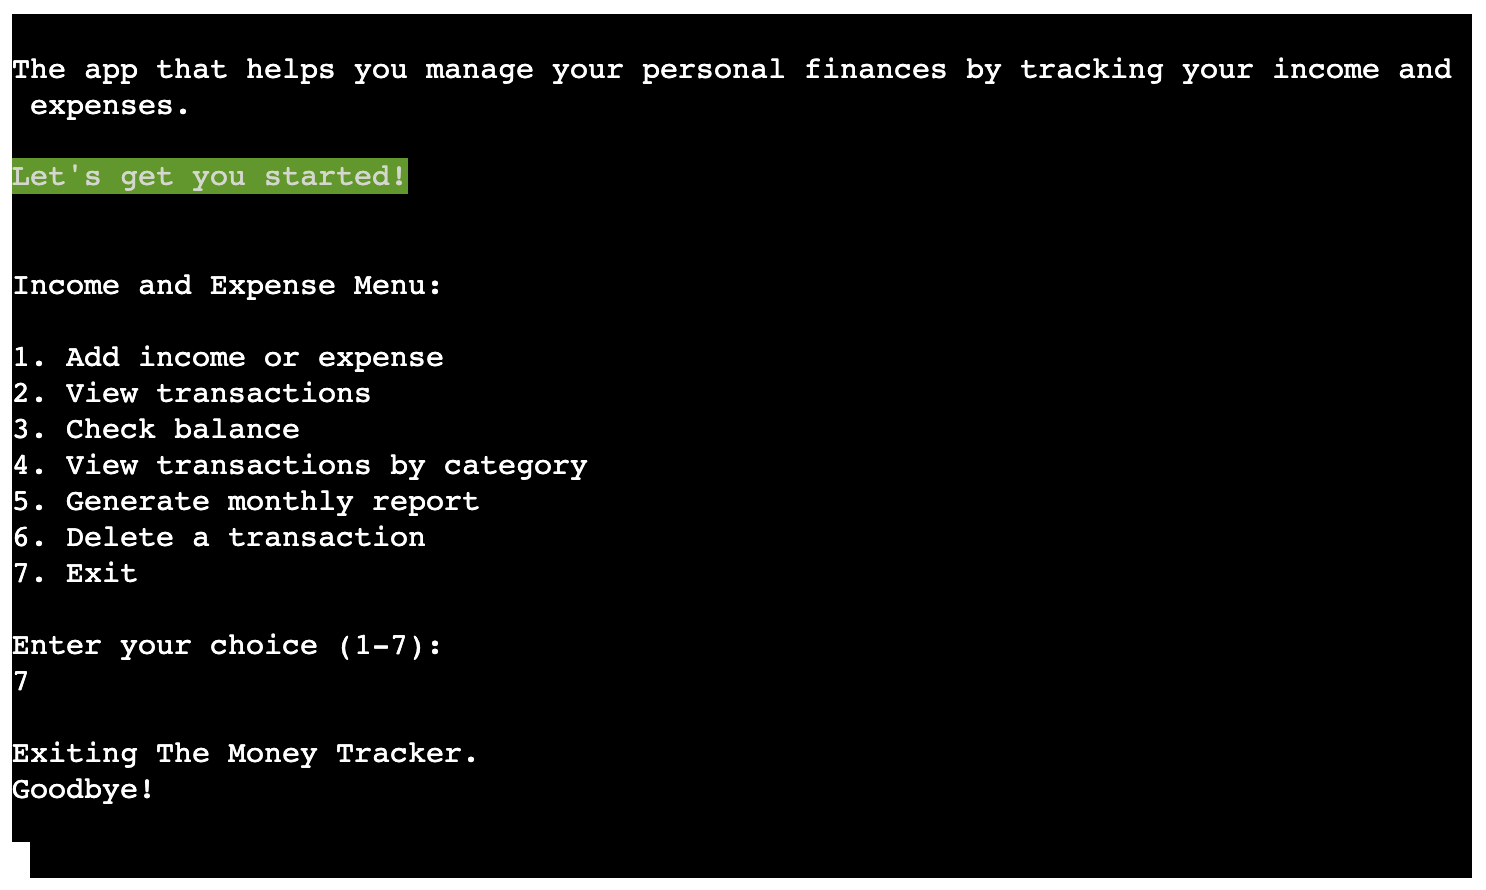 The app that helps you manage your personal finances by tracking your income and
expenses.
Let's get you started!
Income and Expense Menu:
1. Add income or expense
2. View transactions
3. Check balance
4. View transactions by category
5. Generate monthly report
6. Delete a transaction
7. Exit
Enter your choice (1-7):
7
Exiting The Money Tracker.
Goodbye!